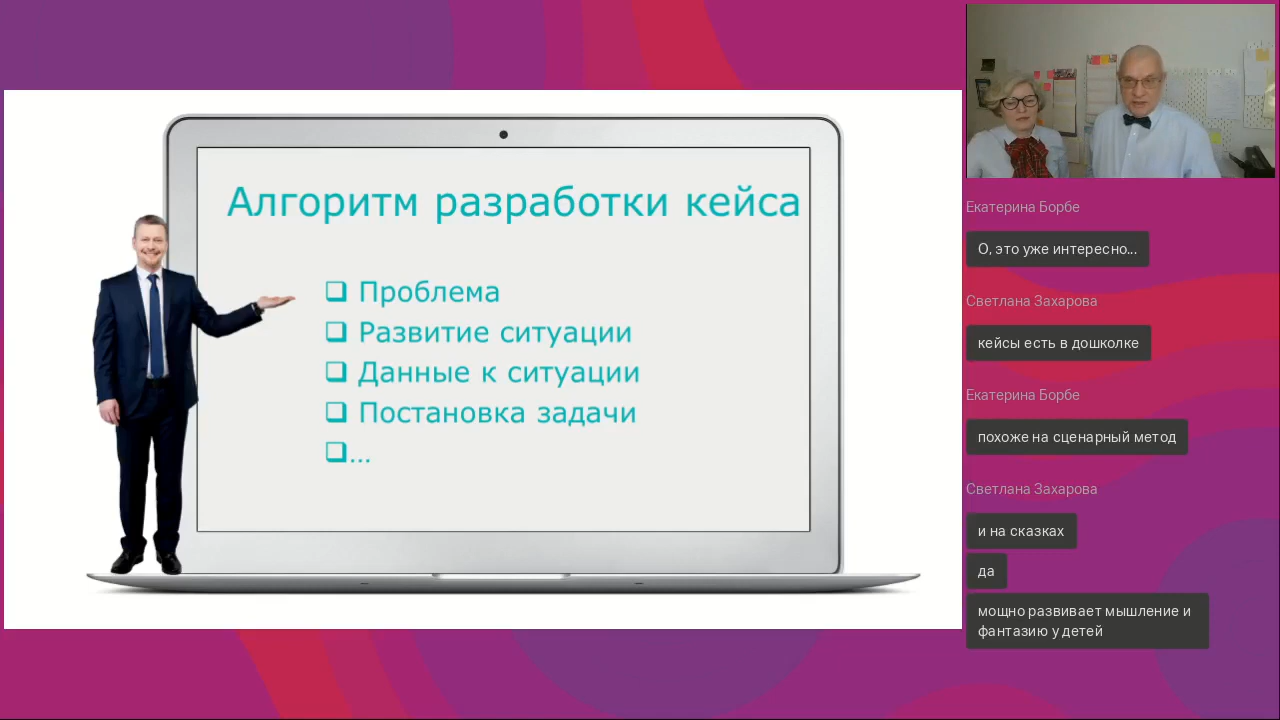 Алгоритм разработки кейса
❑ Проблема
❑ Развитие ситуации
❑ Данные к ситуации
❑ Постановка задачи
❑...
Екатерина Борбе
О, это уже интересно...
Светлана Захарова
кейсы есть в дошколке
Екатерина Борбе
похоже на сценарный метод
Светлана Захарова
и на сказках
да
мощно развивает мышление и
фантазию у детей